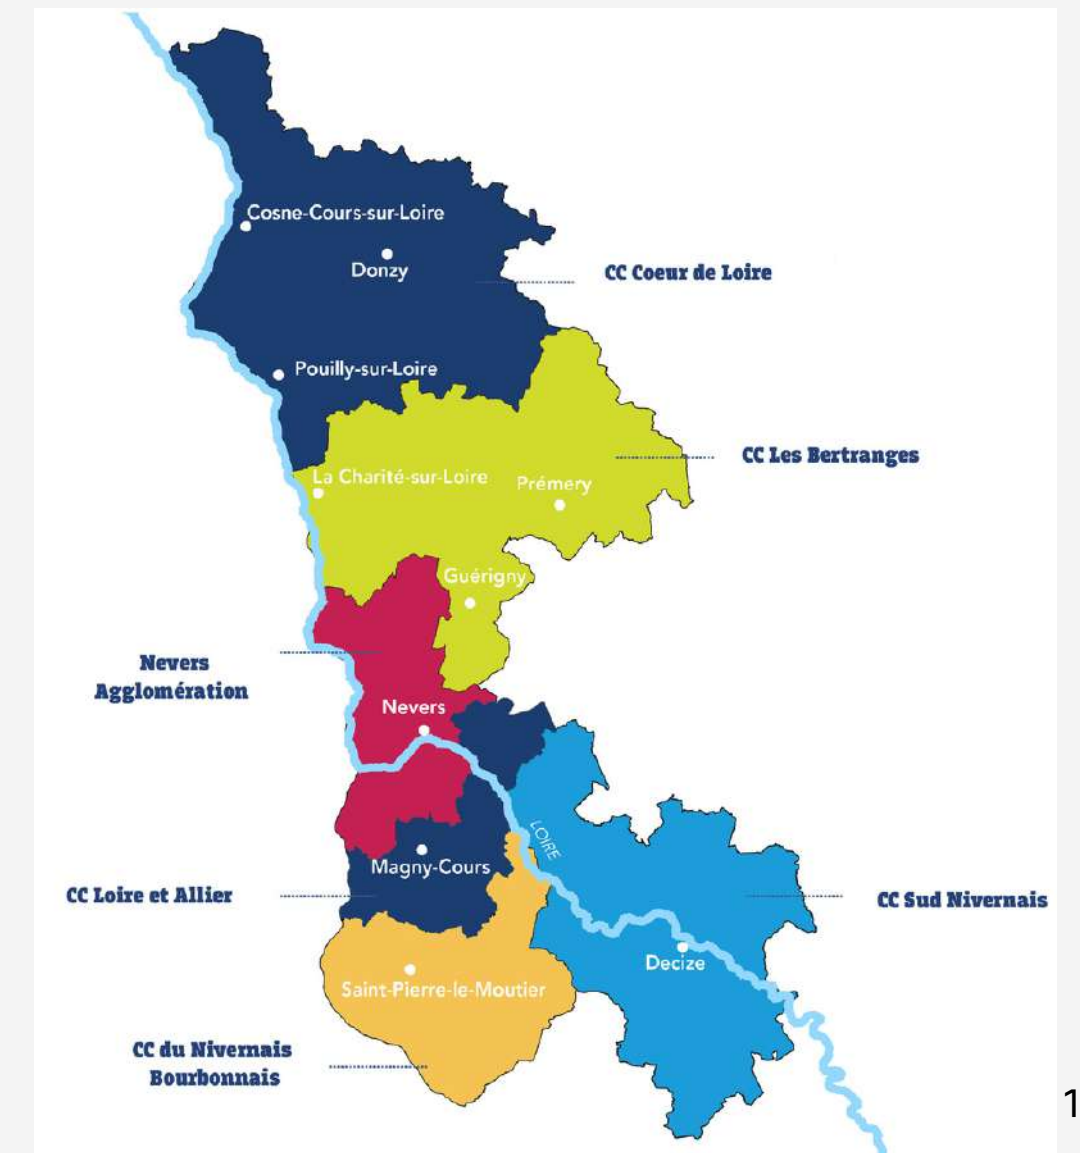 Cosne-Cours-sur-Loire
Donzy
CC Coeur de Loire
Pouilly-sur-Loire
CC Les Bertranges
La Charité-sur-Loire
Prémery
Guérigny
Nevers
Agglomération
Nevers
LOIRE
Magny-Cours
CC Loire et Allier
CC Sud Nivernais
Decize
Saint-Pierre-le-Moutier
CC du Nivernais
Bourbonnais
1